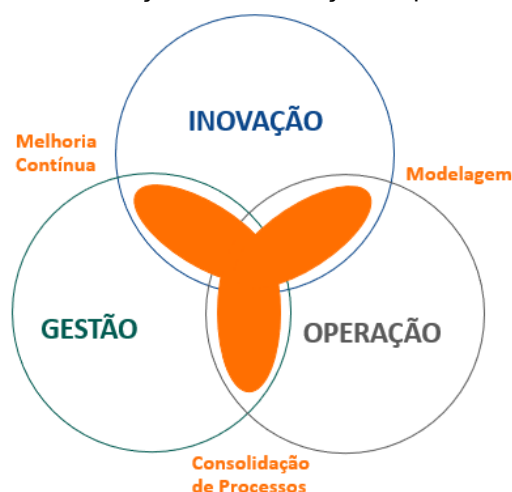 INOVAÇÃO
Melhoria
Contínua
Modelagem
GESTÃO
OPERAÇÃO
Consolidação
de Processos